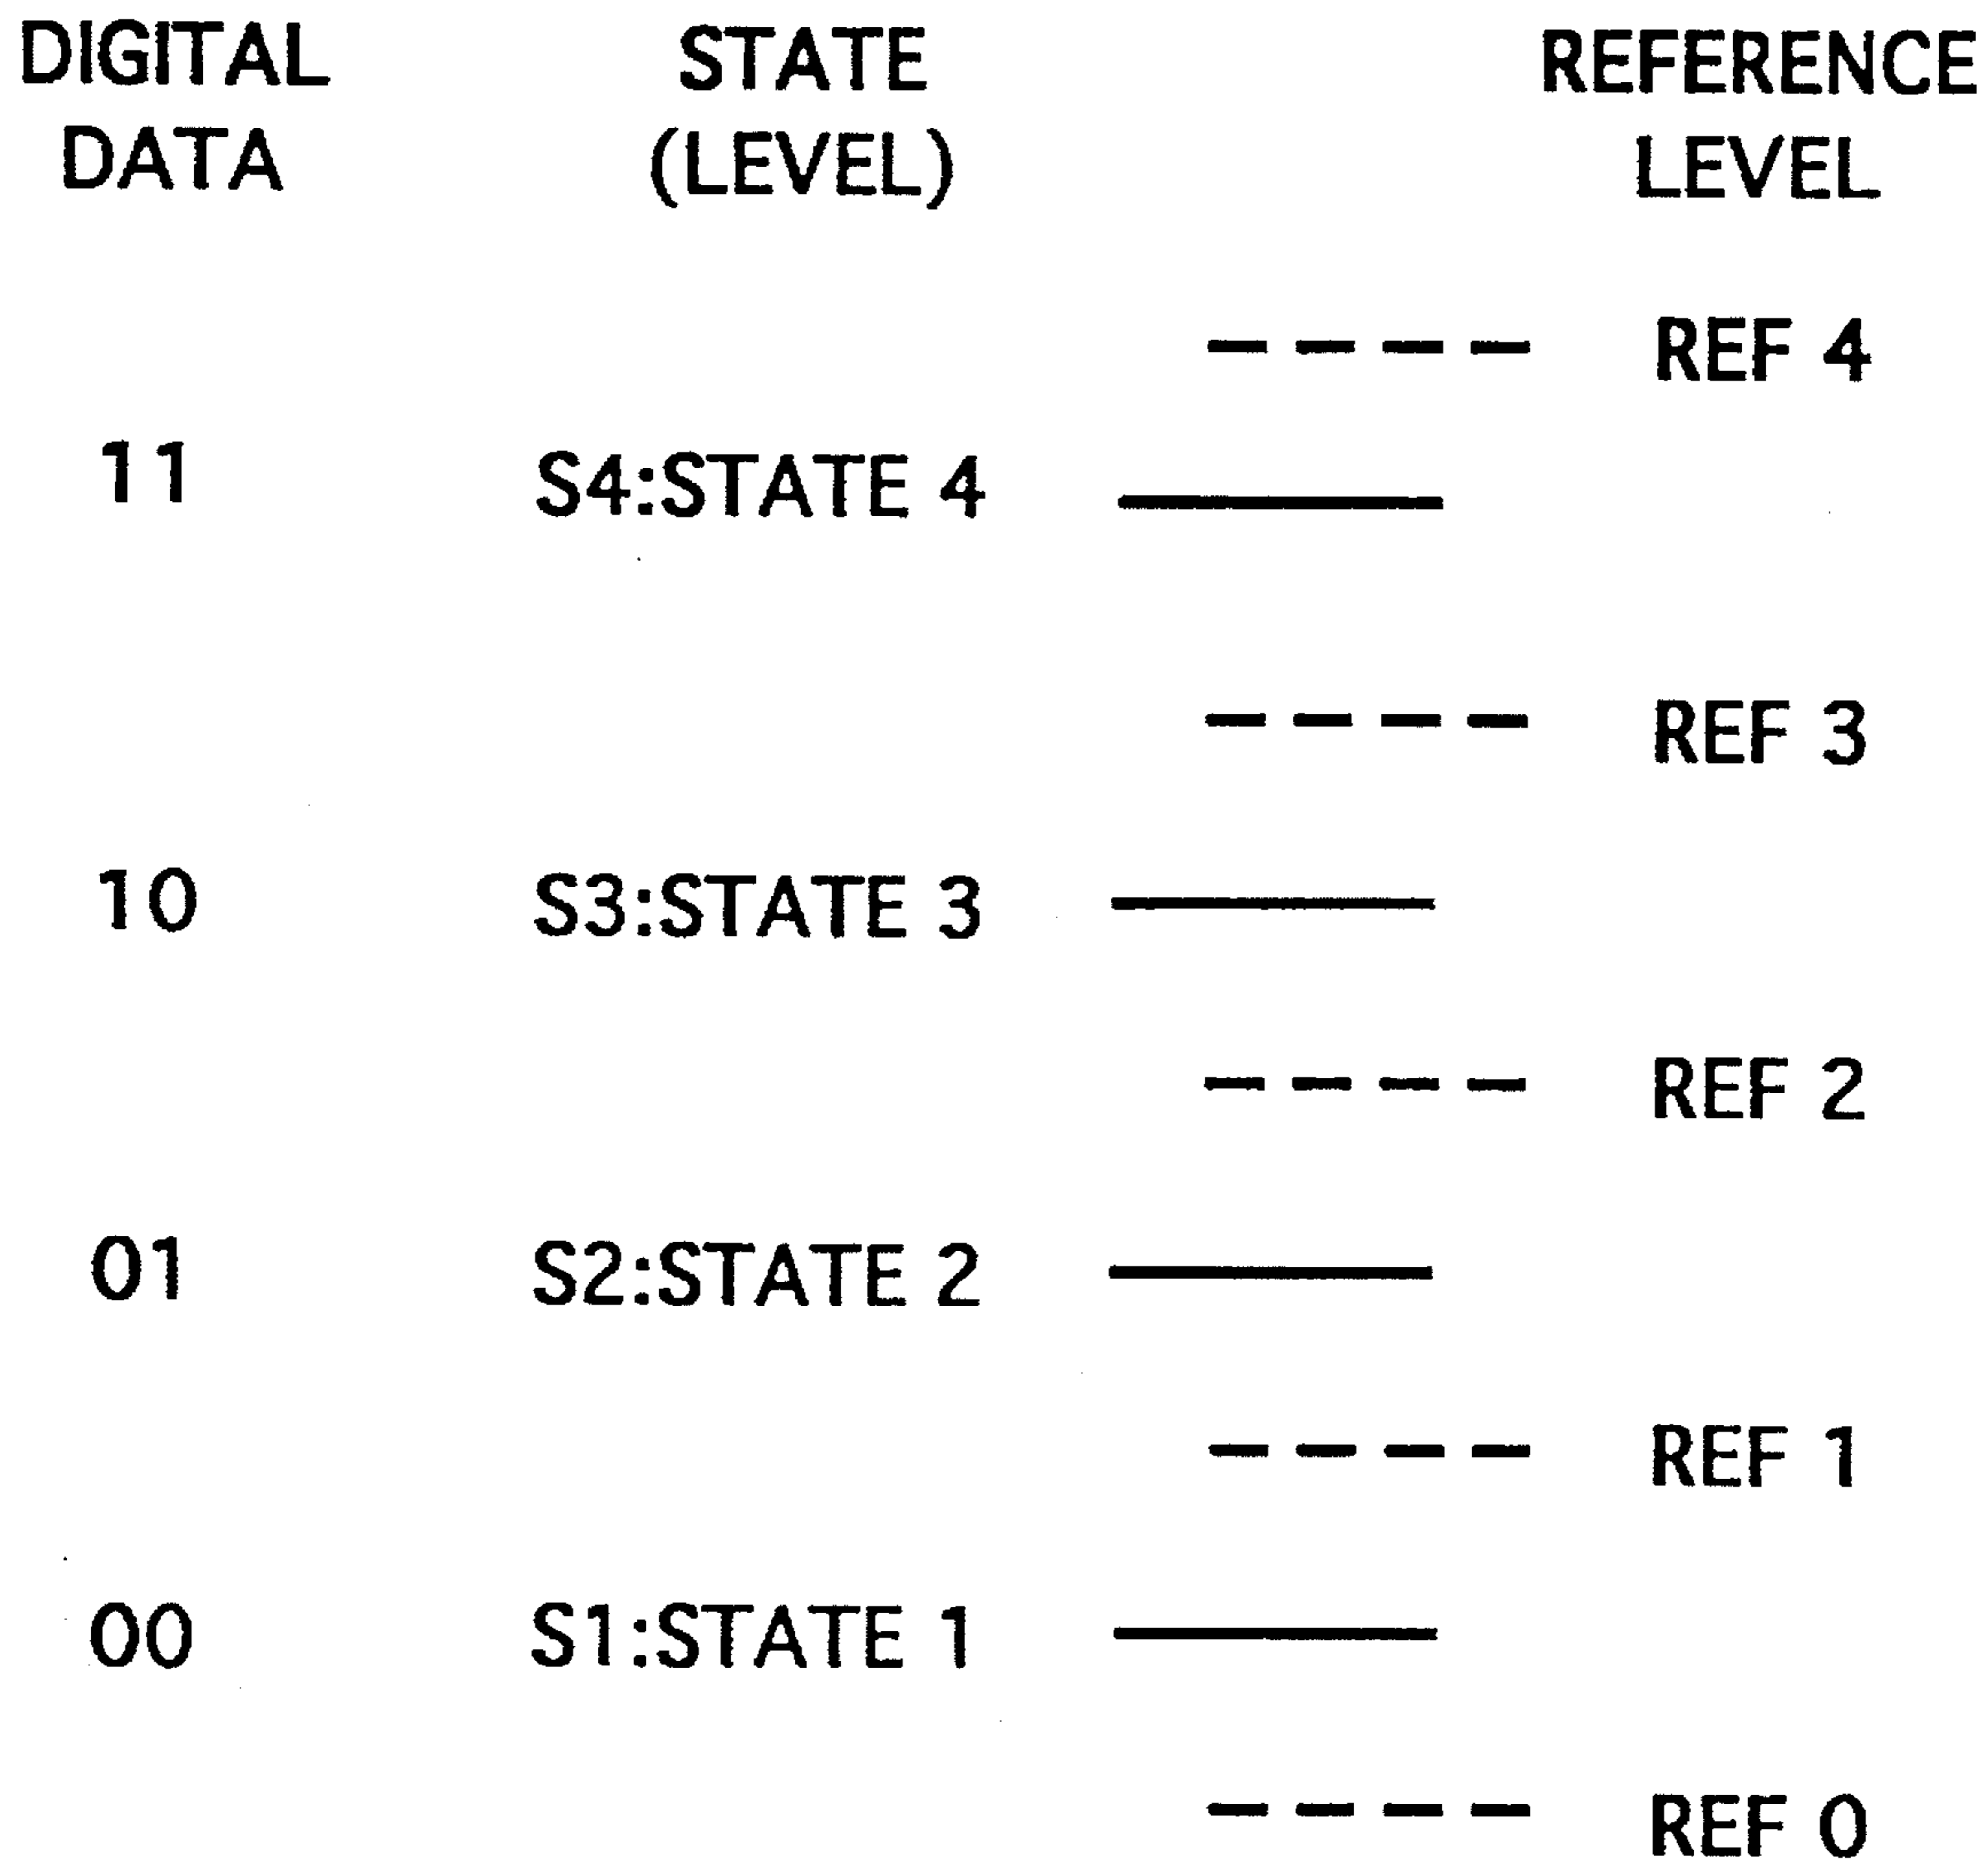 DIGITAL DATA
STATE (LEVEL)
REFERENCE LEVEL
REF 4
11 S4:STATE 4
REF 3
10 S3:STATE 3
REF 2
01 S2:STATE 2
REF 1
00 S1:STATE 1
REF 0